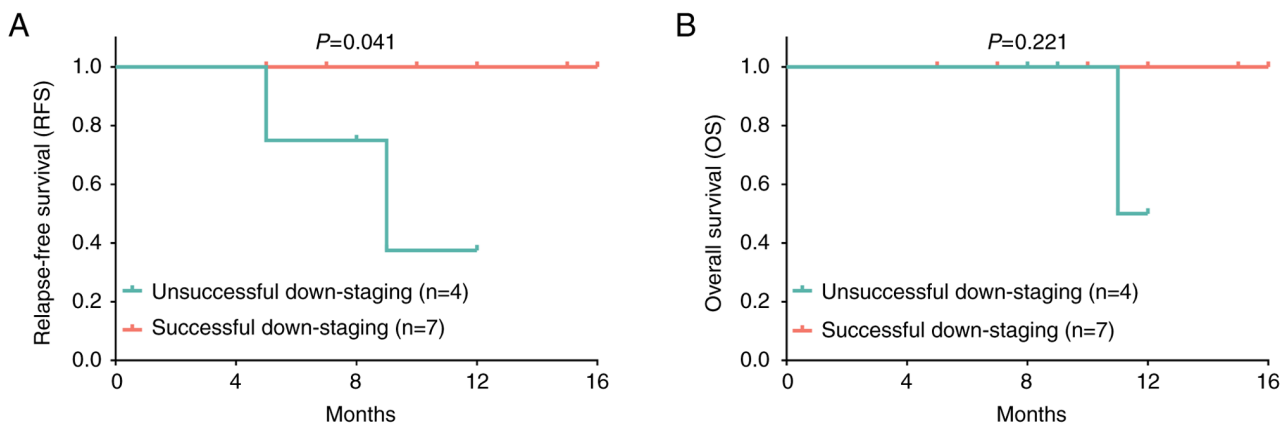 A
P=0.041
Relapse-free survival (RFS)
1.0
0.8
0.6
0.4
0.2
0.0
Unsuccessful down-staging (n=4)
Successful down-staging (n=7)
0 4 8 12 16
Months
B
P=0.221
Overall survival (OS)
1.0
0.8
0.6
0.4
0.2
0.0
Unsuccessful down-staging (n=4)
Successful down-staging (n=7)
0 4 8 12 16
Months